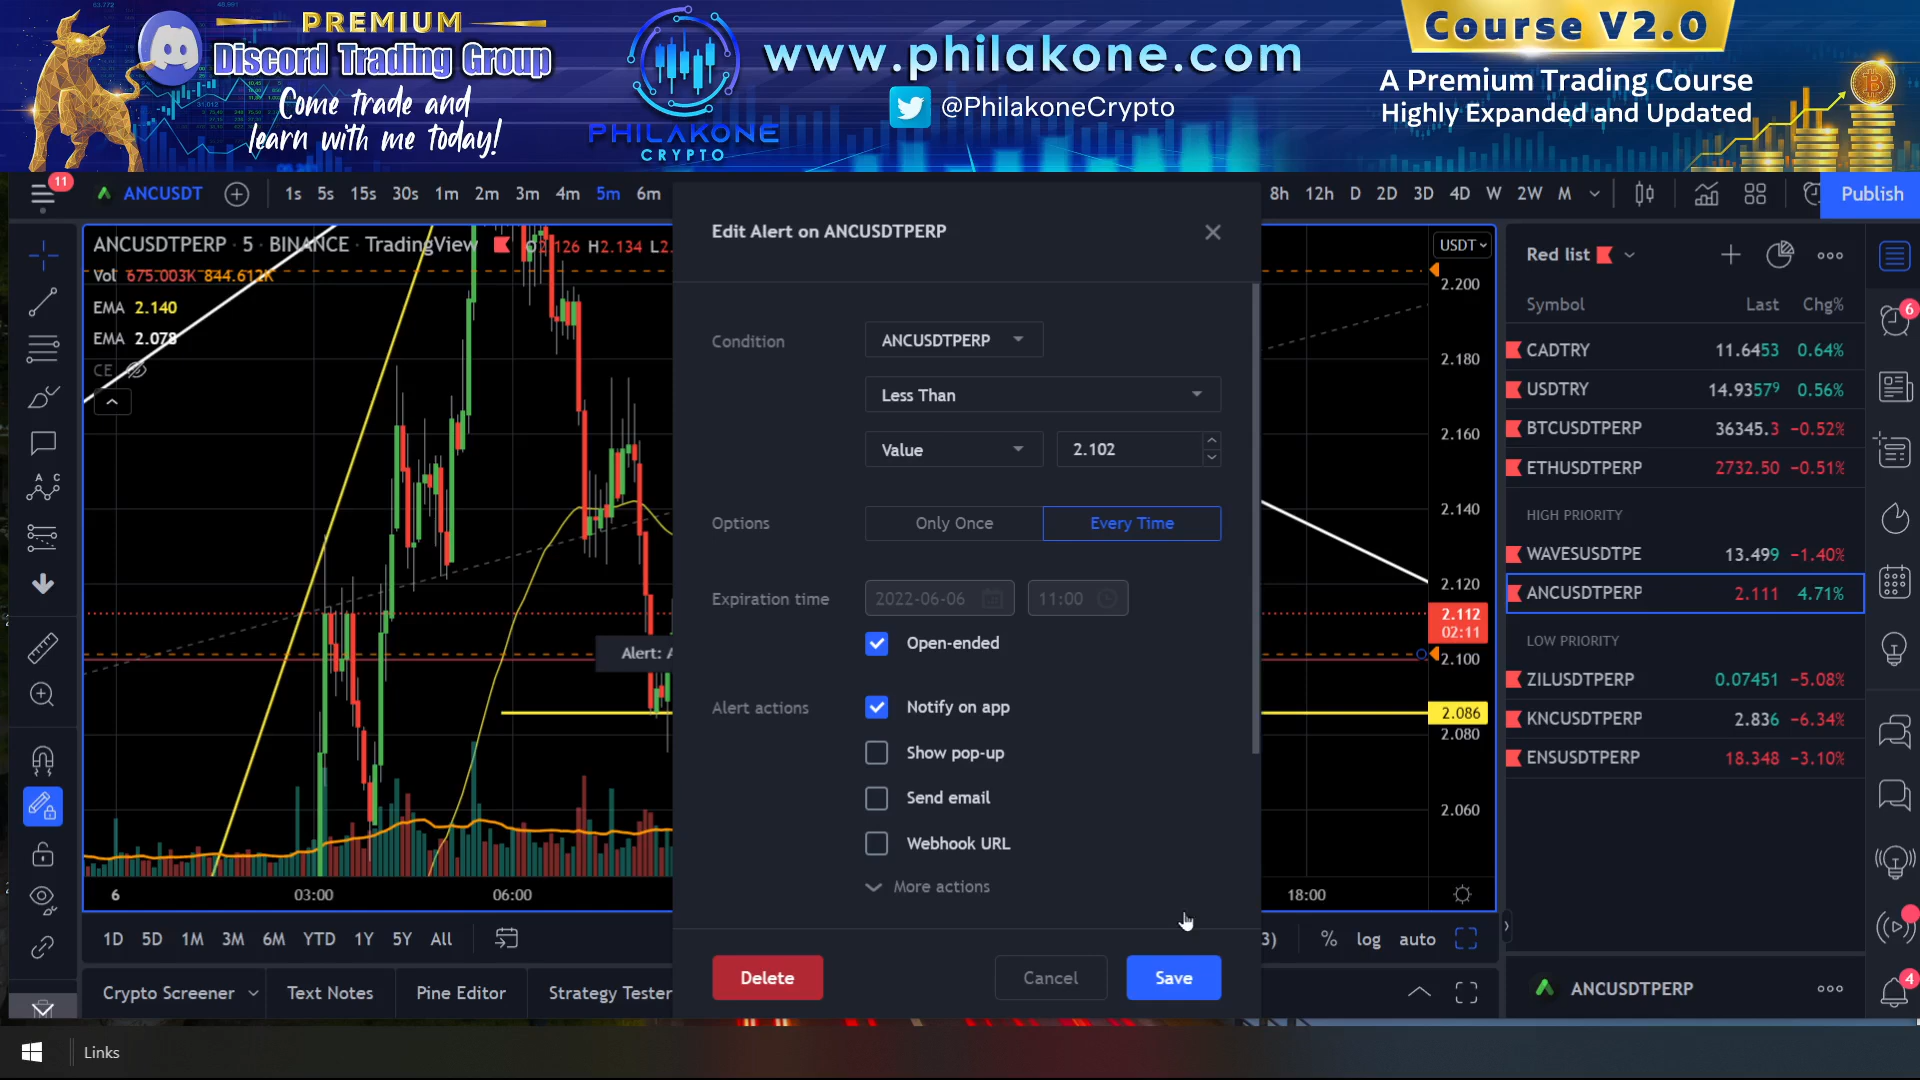 PREMIUM
Discord Trading Group
Come trade and
learn with me today!
PHILAKONE
CRYPTO
www.philakone.com
@PhilakoneCrypto
Course V2.0
A Premium Trading Course
Highly Expanded and Updated
11
ANCUSDT
1s 5s 15s 30s 1m 2m 3m 4m 5m 6m
8h 12h D 2D 3D 4D W 2W M
Publish
ANCUSDTPERP · 5 · BINANCE · TradingView
H2.134 L2.
Vol 675.003K 844.612K
EMA 2.140
EMA 2.078
CE
Alert: A
Edit Alert on ANCUSDTPERP
Condition
ANCUSDTPERP
Less Than
Value
2.102
Options
Only Once
Every Time
Expiration time
2022-06-06
11:00
Open-ended
Alert actions
Notify on app
Show pop-up
Send email
Webhook URL
More actions
Delete
Cancel
Save
USDT
2.200
2.180
2.160
2.140
2.120
2.112
02:11
2.100
2.086
2.080
2.060
6 03:00 06:00 18:00
1D 5D 1M 3M 6M YTD 1Y 5Y All
3) % log auto
Crypto Screener Text Notes Pine Editor Strategy Tester
Red list
Symbol Last Chg%
CADTRY 11.6453 0.64%
USDTRY 14.93579 0.56%
BTCUSDTPERP 36345.3 −0.52%
ETHUSDTPERP 2732.50 −0.51%
HIGH PRIORITY
WAVESUSDTPE 13.499 −1.40%
ANCUSDTPERP 2.111 4.71%
LOW PRIORITY
ZILUSDTPERP 0.07451 −5.08%
KNCUSDTPERP 2.836 −6.34%
ENSUSDTPERP 18.348 −3.10%
ANCUSDTPERP
6
4
Links